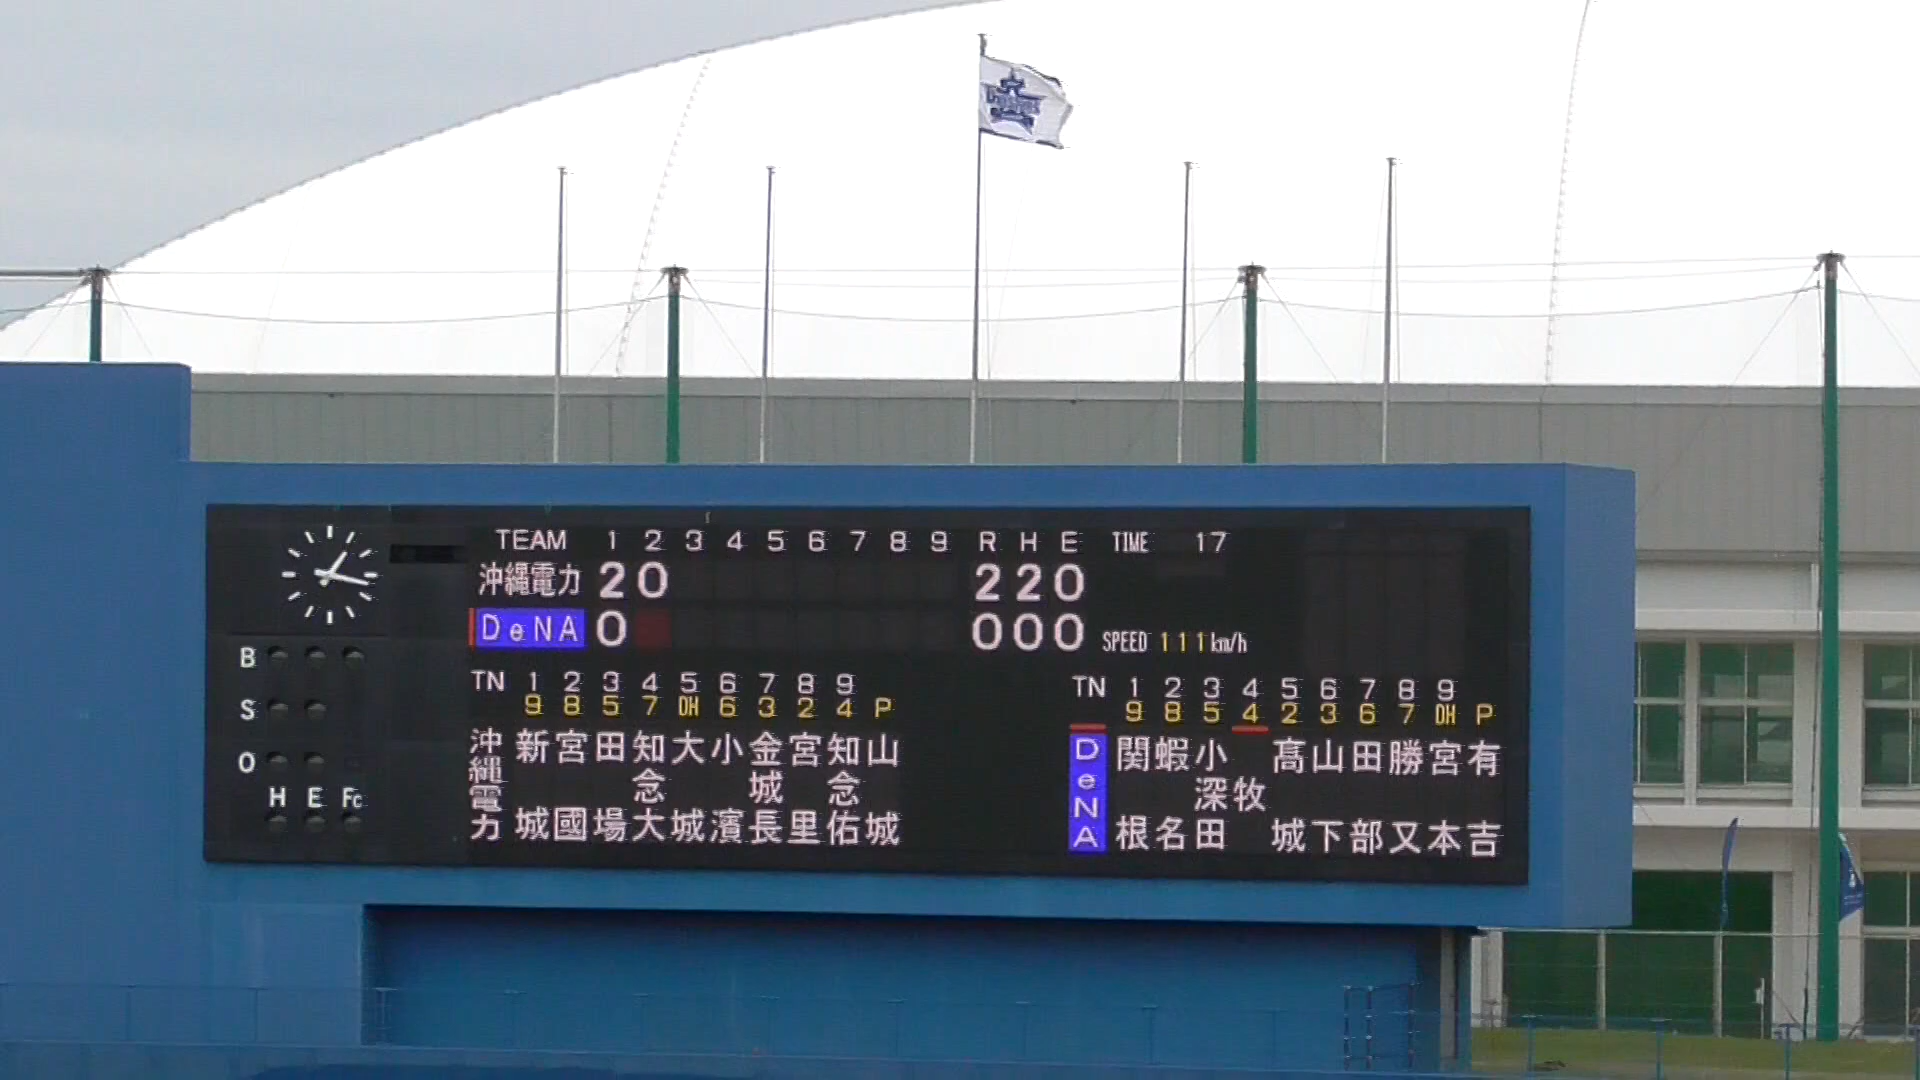 TEAM 1 2 3 4 5 6 7 8 9 R H E TIME 17
沖縄電力 2 0 2 2 0
DeNA 0 0 0 0 SPEED 111km/h
B
S
O
H E Fc
TN 1 2 3 4 5 6 7 8 9
9 8 5 7 DH 6 3 2 4 P
沖縄電力 新城 宮國 田場 知念大 大城 小濱 金城長 宮里 知念佑 山城
TN 1 2 3 4 5 6 7 8 9
9 8 5 4 2 3 6 7 DH P
DeNA 関根 蝦名 小深田 牧 髙城 山下 田部 勝又 宮本 有吉